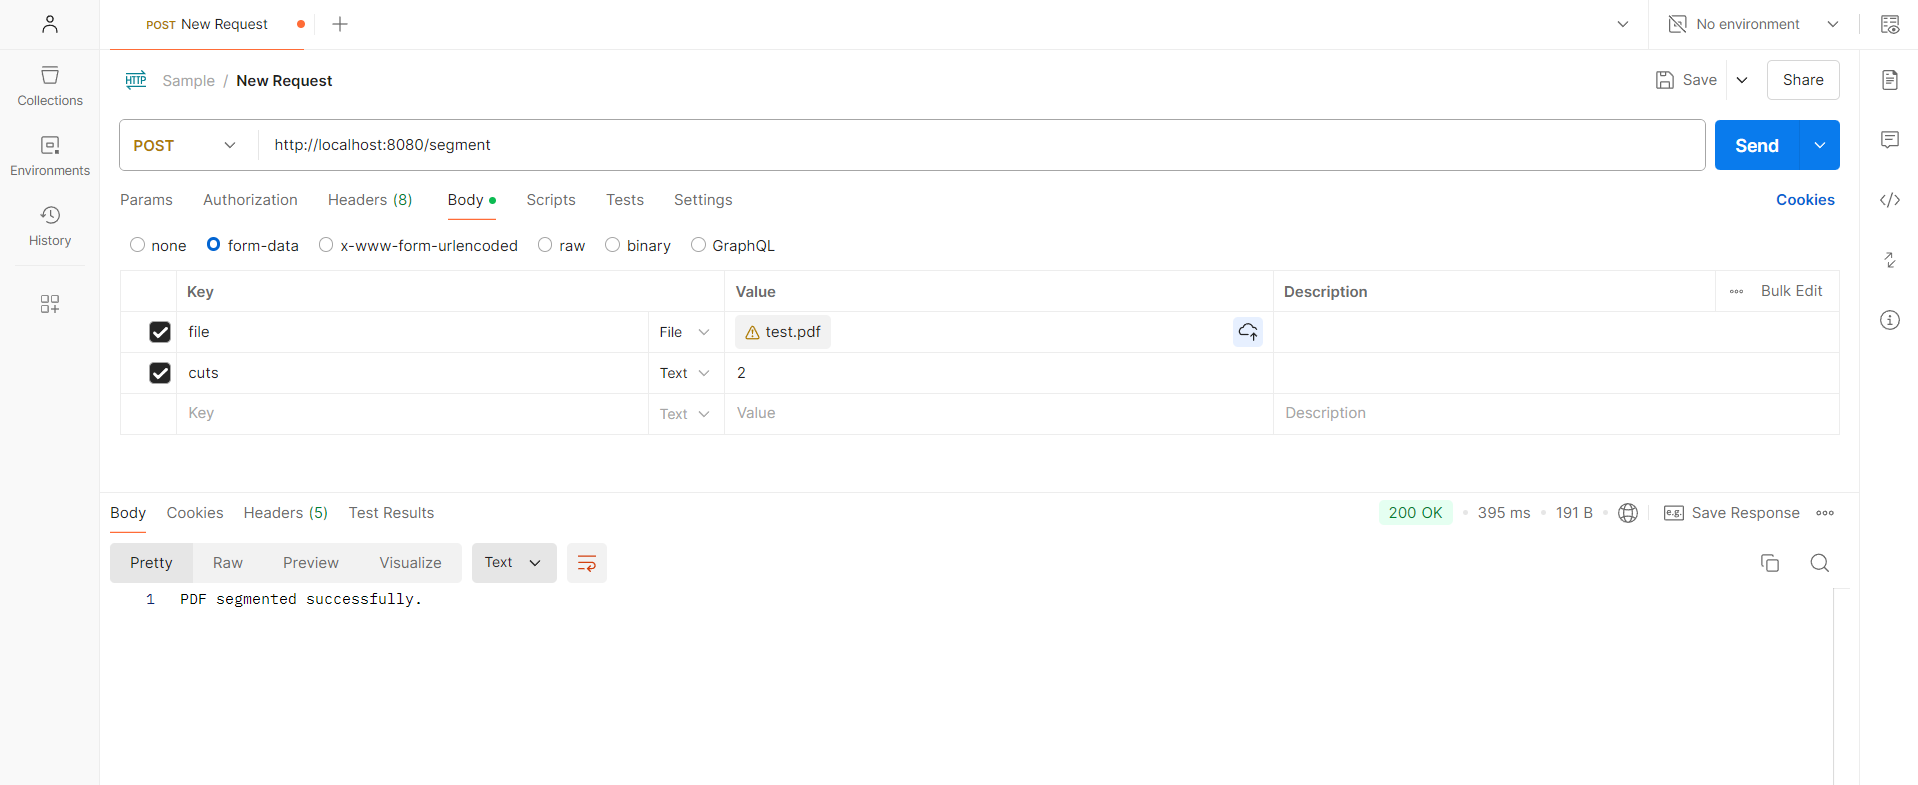 POST New Request
No environment
Collections
Environments
History
HTTP Sample / New Request
Save
Share
POST http://localhost:8080/segment
Send
Params Authorization Headers (8) Body Scripts Tests Settings
Cookies
none form-data x-www-form-urlencoded raw binary GraphQL
Key Value Description Bulk Edit
file File test.pdf
cuts Text 2
Key Text Value Description
Body Cookies Headers (5) Test Results
200 OK 395 ms 191 B e.g. Save Response
Pretty Raw Preview Visualize Text
1 PDF segmented successfully.